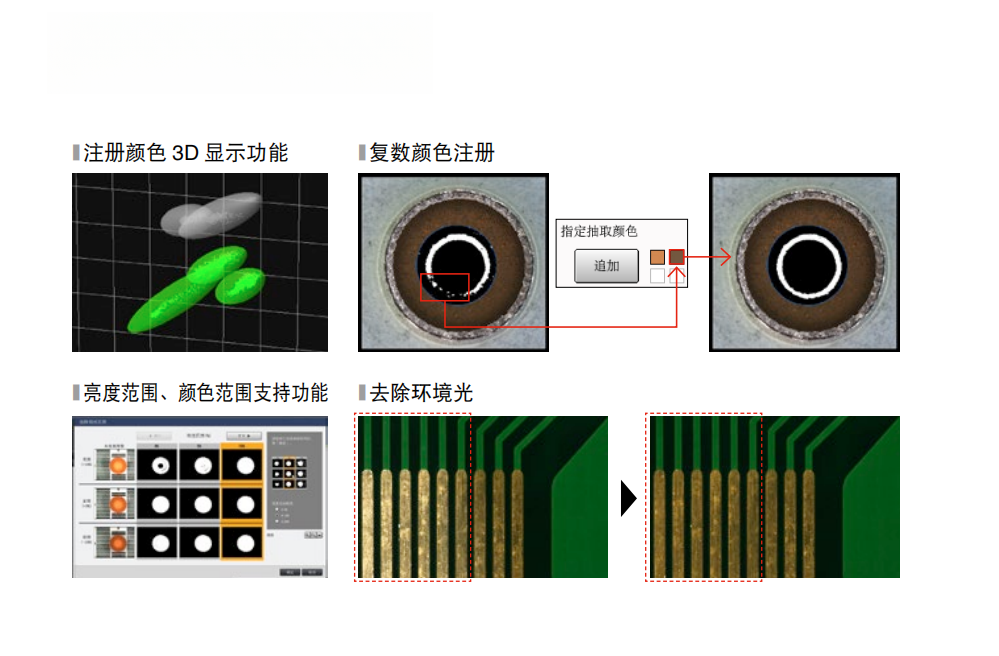 注册颜色 3D 显示功能
复数颜色注册
指定抽取颜色
追加
亮度范围、颜色范围支持功能
去除环境光